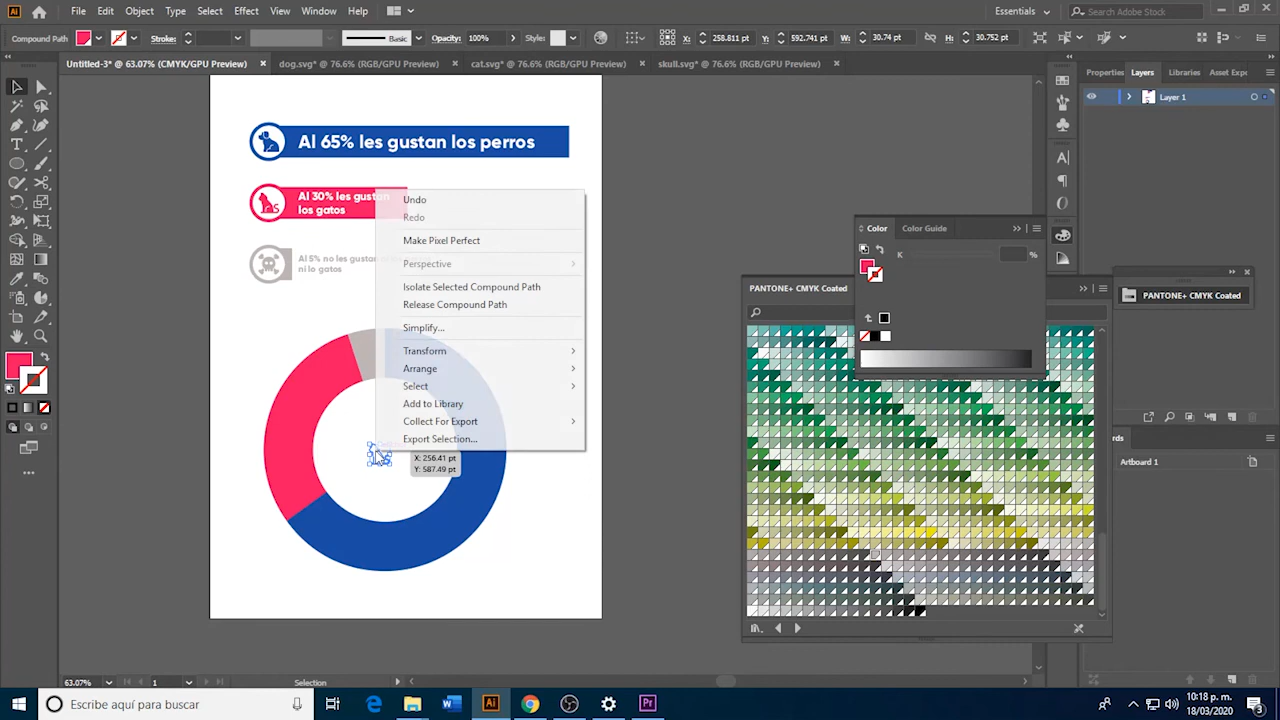 File Edit Object Type Select Effect View Window Help
Essentials
Search Adobe Stock
Compound Path
Stroke:
Basic
Opacity: 100%
Style:
X: 258.811 pt
Y: 592.741 pt
W: 30.74 pt
H: 30.752 pt
Untitled-3* @ 63.07% (CMYK/GPU Preview)
dog.svg* @ 76.6% (RGB/GPU Preview)
cat.svg* @ 76.6% (RGB/GPU Preview)
skull.svg* @ 76.6% (RGB/GPU Preview)
Properties Layers Libraries Asset Expo
Layer 1
Al 65% les gustan los perros
Al 30% les gustan
los gatos
Al 5% no les gustan
ni lo gatos
Undo
Redo
Make Pixel Perfect
Perspective
Isolate Selected Compound Path
Release Compound Path
Simplify...
Transform
Arrange
Select
Add to Library
Collect For Export
Export Selection...
X: 256.41 pt
Y: 587.49 pt
Color Color Guide
K
%
PANTONE+ CMYK Coated
PANTONE+ CMYK Coated
Artboard 1
63.07%
1
Selection
Escribe aquí para buscar
10:18 p. m.
18/03/2020